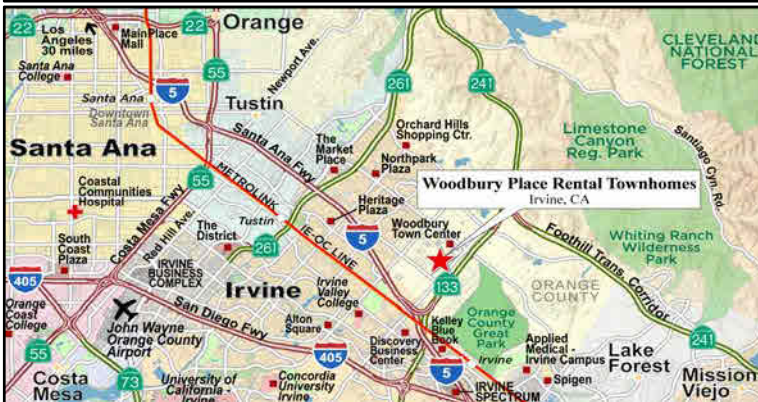 22
22
Orange
Los
Angeles
30 miles
MainPlace
Mall
Newport Ave.
CLEVELAND
NATIONAL
FOREST
Santa Ana
College
55
261
241
5
Santa Ana
Downtown
Santa Ana
Tustin
Santa Ana Fwy
Orchard Hills
Shopping Ctr.
Limestone
Canyon
Reg. Park
Santiago Cyn. Rd.
Santa Ana
The
Market
Place
Northpark
Plaza
METROLINK
Woodbury Place Rental Townhomes
Irvine, CA
55
Coastal
Communities
Hospital
Costa Mesa Fwy
Red Hill Ave.
Tustin
Heritage
Plaza
Woodbury
Town Center
Whiting Ranch
Wilderness
Park
The
District
261
IE-OC LINE
5
Foothill Trans. Corridor
South
Coast
Plaza
IRVINE
BUSINESS
COMPLEX
133
ORANGE
COUNTY
405
Irvine
Irvine
Valley
College
Orange
County
Great
Park
Orange
Coast
College
San Diego Fwy
Alton
Square
Kelley
Blue
Book
John Wayne
Orange County
Airport
Discovery
Business
Center
Irvine
Applied
Medical -
Irvine Campus
Lake
Forest
241
55
405
Costa
Mesa
73
University of
California -
Irvine
Concordia
University
Irvine
5
IRVINE
SPECTRUM
Spigen
Mission
Viejo